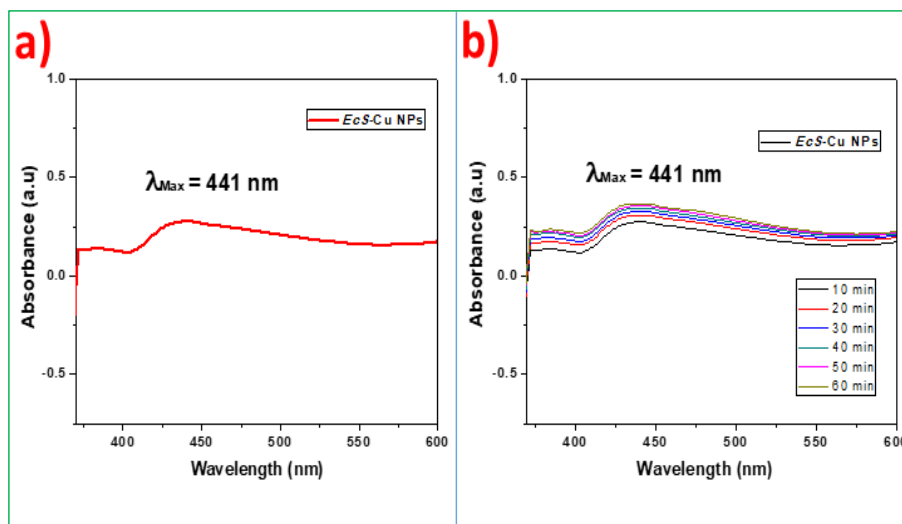 a)
1.0
EcS-Cu NPs
λMax = 441 nm
0.5
0.0
-0.5
Absorbance (a.u)
400 450 500 550 600
Wavelength (nm)
b)
1.0
EcS-Cu NPs
λMax = 441 nm
0.5
0.0
-0.5
10 min
20 min
30 min
40 min
50 min
60 min
Absorbance (a.u)
400 450 500 550 600
Wavelength (nm)